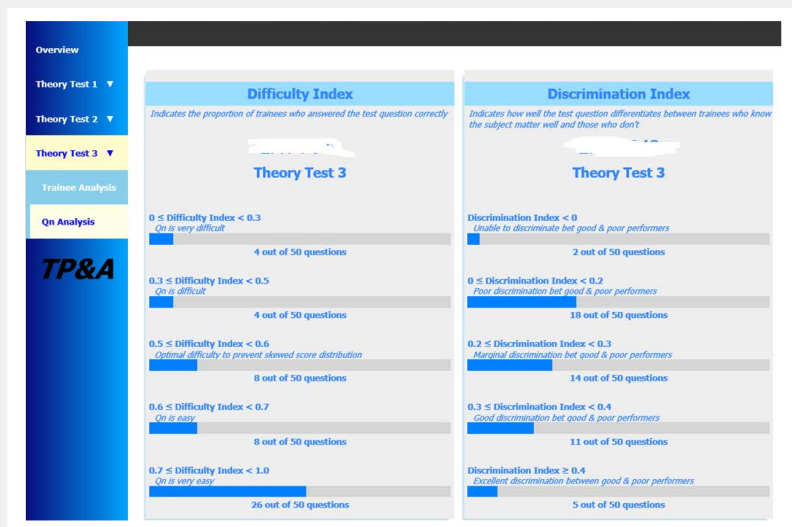 Overview
Theory Test 1 ▼
Theory Test 2 ▼
Theory Test 3 ▼
Trainee Analysis
Qn Analysis
TP&A
Difficulty Index
Indicates the proportion of trainees who answered the test question correctly
Theory Test 3
0 ≤ Difficulty Index < 0.3
Qn is very difficult
4 out of 50 questions
0.3 ≤ Difficulty Index < 0.5
Qn is difficult
4 out of 50 questions
0.5 ≤ Difficulty Index < 0.6
Optimal difficulty to prevent skewed score distribution
8 out of 50 questions
0.6 ≤ Difficulty Index < 0.7
Qn is easy
8 out of 50 questions
0.7 ≤ Difficulty Index < 1.0
Qn is very easy
26 out of 50 questions
Discrimination Index
Indicates how well the test question differentiates between trainees who know
the subject matter well and those who don't
Theory Test 3
Discrimination Index < 0
Unable to discriminate bet good & poor performers
2 out of 50 questions
0 ≤ Discrimination Index < 0.2
Poor discrimination bet good & poor performers
18 out of 50 questions
0.2 ≤ Discrimination Index < 0.3
Marginal discrimination bet good & poor performers
14 out of 50 questions
0.3 ≤ Discrimination Index < 0.4
Good discrimination bet good & poor performers
11 out of 50 questions
Discrimination Index ≥ 0.4
Excellent discrimination between good & poor performers
5 out of 50 questions